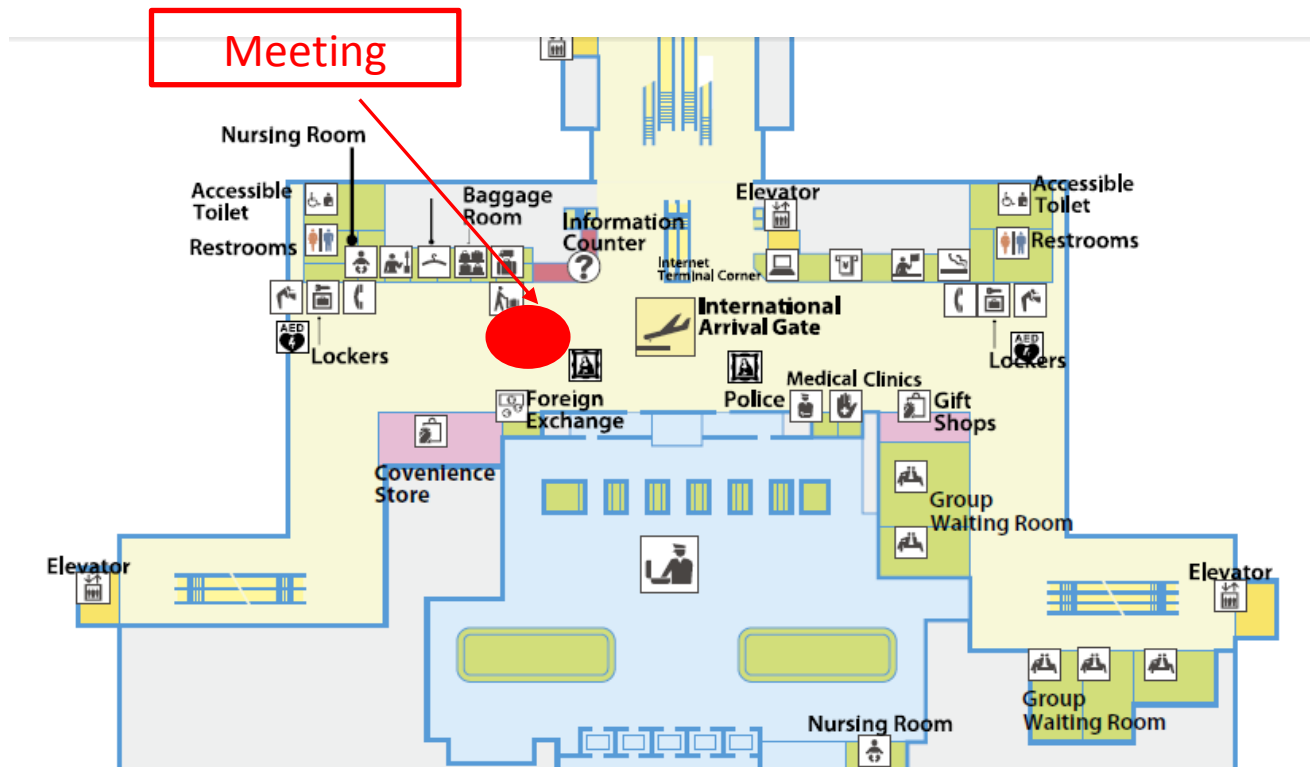 Meeting
Nursing Room
Accessible
Toilet
Restrooms
Baggage
Room
Information
Counter
?
Elevator
Internet
Terminal Corner
Accessible
Toilet
Restrooms
International
Arrival Gate
AED
Lockers
AED
Lockers
Foreign
Exchange
Police
Medical Clinics
Gift
Shops
Covenience
Store
Group
Waiting Room
Elevator
Elevator
Group
Waiting Room
Nursing Room